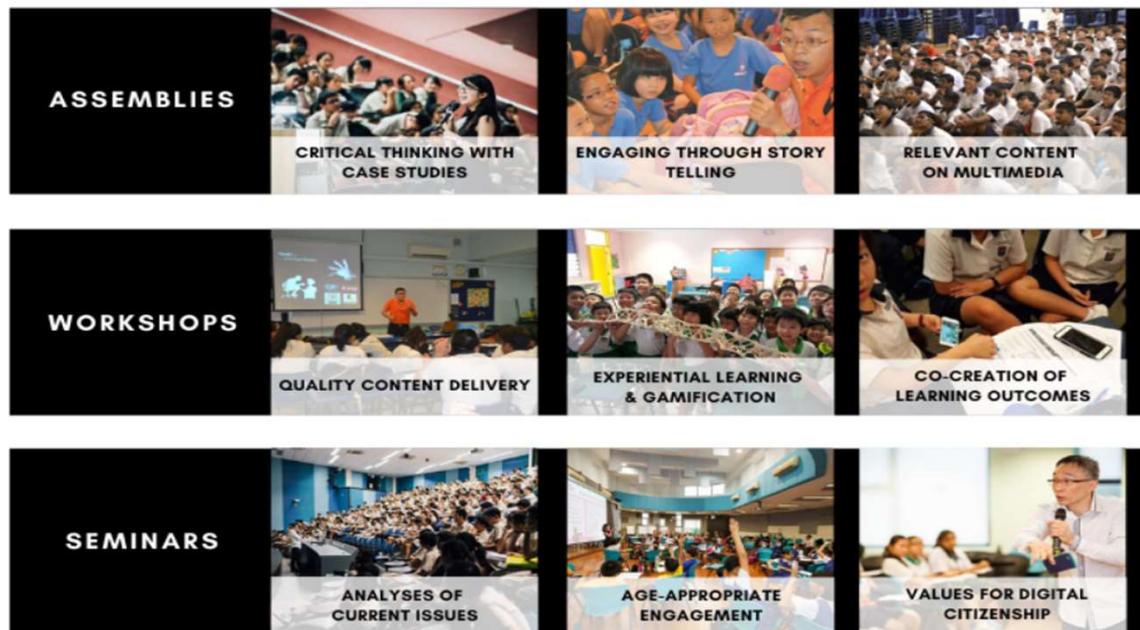 ASSEMBLIES
CRITICAL THINKING WITH
CASE STUDIES
ENGAGING THROUGH STORY
TELLING
RELEVANT CONTENT
ON MULTIMEDIA
WORKSHOPS
QUALITY CONTENT DELIVERY
EXPERIENTIAL LEARNING
& GAMIFICATION
CO-CREATION OF
LEARNING OUTCOMES
SEMINARS
ANALYSES OF
CURRENT ISSUES
AGE-APPROPRIATE
ENGAGEMENT
VALUES FOR DIGITAL
CITIZENSHIP